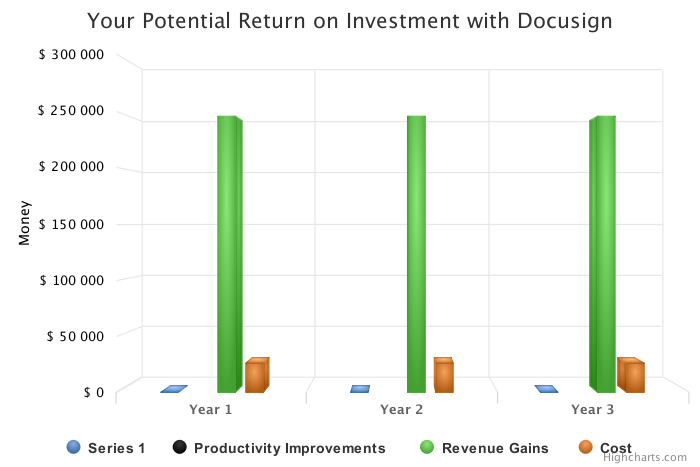 Your Potential Return on Investment with Docusign
$ 300 000
$ 250 000
$ 200 000
$ 150 000
$ 100 000
$ 50 000
$ 0
Money
Year 1 Year 2 Year 3
Series 1 Productivity Improvements Revenue Gains Cost
Highcharts.com